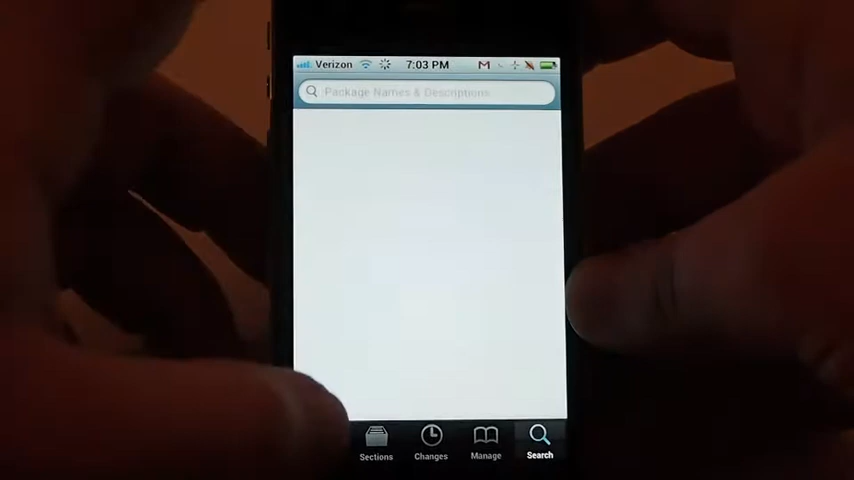 Verizon 7:03 PM
Package Names & Descriptions
Sections Changes Manage Search